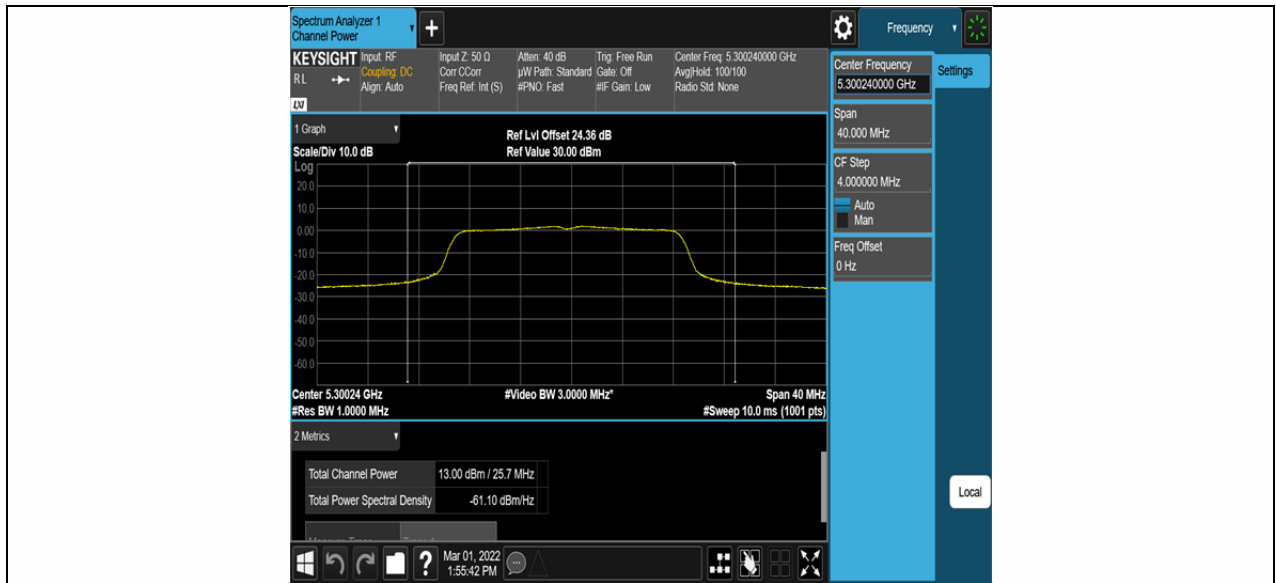 Spectrum Analyzer 1
Channel Power
+
Frequency
KEYSIGHT
RL
LXI
Input: RF
Coupling: DC
Align: Auto
Input Z: 50 Ω
Corr CCorr
Freq Ref: Int (S)
Atten: 40 dB
µW Path: Standard
#PNO: Fast
Trig: Free Run
Gate: Off
#IF Gain: Low
Center Freq: 5.300240000 GHz
Avg|Hold: 100/100
Radio Std: None
Center Frequency
5.300240000 GHz
Settings
Span
40.000 MHz
CF Step
4.000000 MHz
Auto
Man
Freq Offset
0 Hz
Local
1 Graph
Scale/Div 10.0 dB
Ref Lvl Offset 24.36 dB
Ref Value 30.00 dBm
Log
20.0
10.0
0.00
-10.0
-20.0
-30.0
-40.0
-50.0
-60.0
Center 5.30024 GHz
#Video BW 3.0000 MHz*
Span 40 MHz
#Res BW 1.0000 MHz
#Sweep 10.0 ms (1001 pts)
2 Metrics
Total Channel Power 13.00 dBm / 25.7 MHz
Total Power Spectral Density -61.10 dBm/Hz
?
Mar 01, 2022
1:55:42 PM